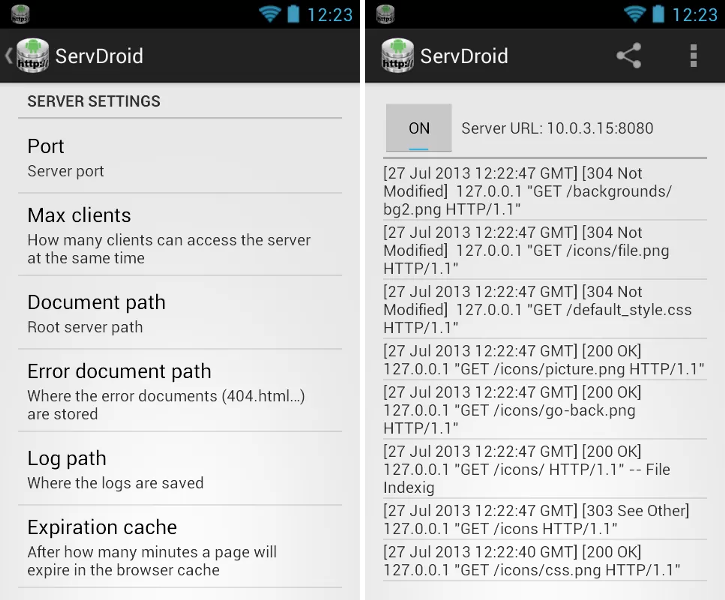 12:23
http://
ServDroid
SERVER SETTINGS
Port
Server port
Max clients
How many clients can access the server
at the same time
Document path
Root server path
Error document path
Where the error documents (404.html...)
are stored
Log path
Where the logs are saved
Expiration cache
After how many minutes a page will
expire in the browser cache
12:23
http://
ServDroid
ON
Server URL: 10.0.3.15:8080
[27 Jul 2013 12:22:47 GMT] [304 Not
Modified]  127.0.0.1 "GET /backgrounds/
bg2.png HTTP/1.1"
[27 Jul 2013 12:22:47 GMT] [304 Not
Modified]  127.0.0.1 "GET /icons/file.png
HTTP/1.1"
[27 Jul 2013 12:22:47 GMT] [304 Not
Modified]  127.0.0.1 "GET /default_style.css
HTTP/1.1"
[27 Jul 2013 12:22:47 GMT] [200 OK]
127.0.0.1 "GET /icons/picture.png HTTP/1.1"
[27 Jul 2013 12:22:47 GMT] [200 OK]
127.0.0.1 "GET /icons/go-back.png
HTTP/1.1"
[27 Jul 2013 12:22:47 GMT] [200 OK]
127.0.0.1 "GET /icons/ HTTP/1.1" -- File
Indexig
[27 Jul 2013 12:22:47 GMT] [303 See Other]
127.0.0.1 "GET /icons HTTP/1.1"
[27 Jul 2013 12:22:40 GMT] [200 OK]
127.0.0.1 "GET /icons/css.png HTTP/1.1"